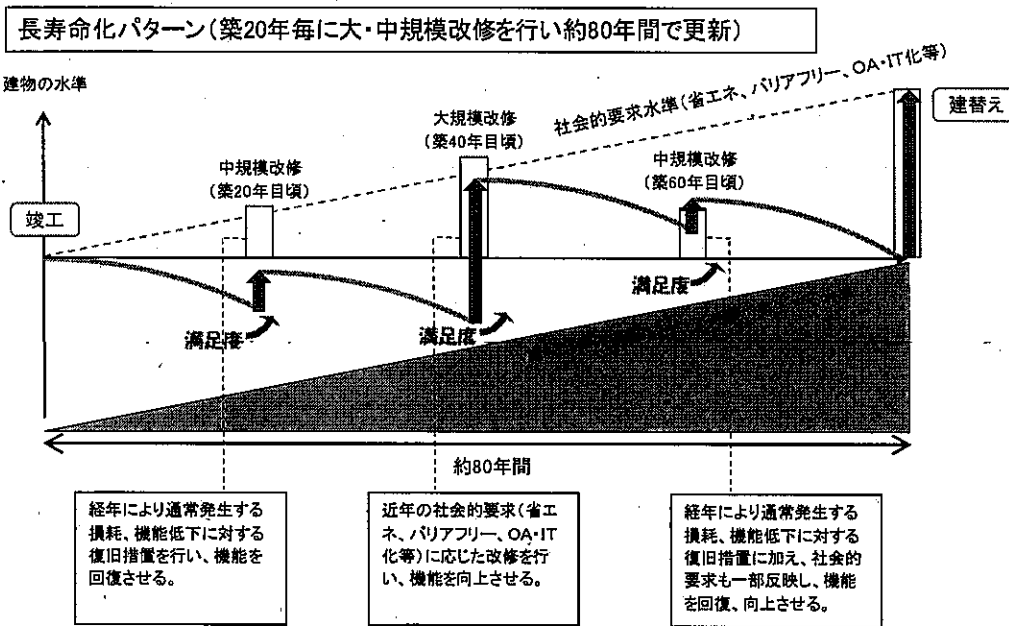 長寿命化パターン(築20年毎に大・中規模改修を行い約80年間で更新)
建物の水準
社会的要求水準(省エネ、バリアフリー、OA・IT化等)
建替え
大規模改修
(築40年目頃)
中規模改修
(築20年目頃)
中規模改修
(築60年目頃)
竣工
満足度
満足度
満足度
約80年間
経年により通常発生する
損耗、機能低下に対する
復旧措置を行い、機能を
回復させる。
近年の社会的要求(省エ
ネ、バリアフリー、OA・IT
化等)に応じた改修を行
い、機能を向上させる。
経年により通常発生する
損耗、機能低下に対する
復旧措置に加え、社会的
要求も一部反映し、機能
を回復、向上させる。